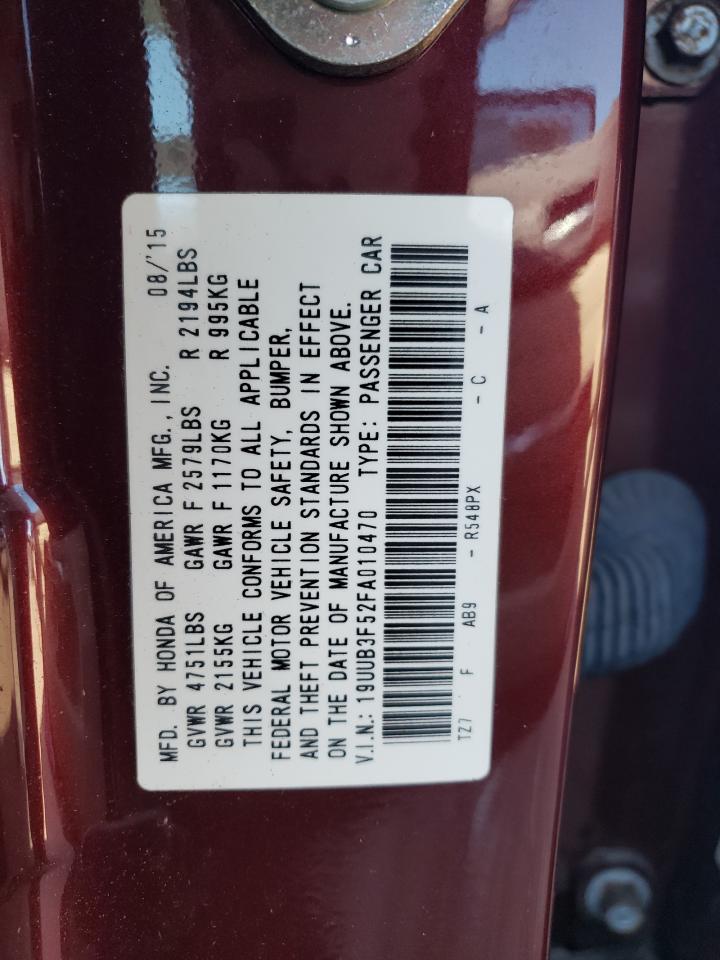 MFD. BY HONDA OF AMERICA MFG., INC. 08/'15
GVWR 4751LBS GAWR F 2579LBS R 2194LBS
GVWR 2155KG GAWR F 1170KG R 995KG
THIS VEHICLE CONFORMS TO ALL APPLICABLE
FEDERAL MOTOR VEHICLE SAFETY, BUMPER,
AND THEFT PREVENTION STANDARDS IN EFFECT
ON THE DATE OF MANUFACTURE SHOWN ABOVE.
V.I.N.: 19UUB3F52FA010470 TYPE: PASSENGER CAR
TZ7 F AB9 - R548PX - C - A